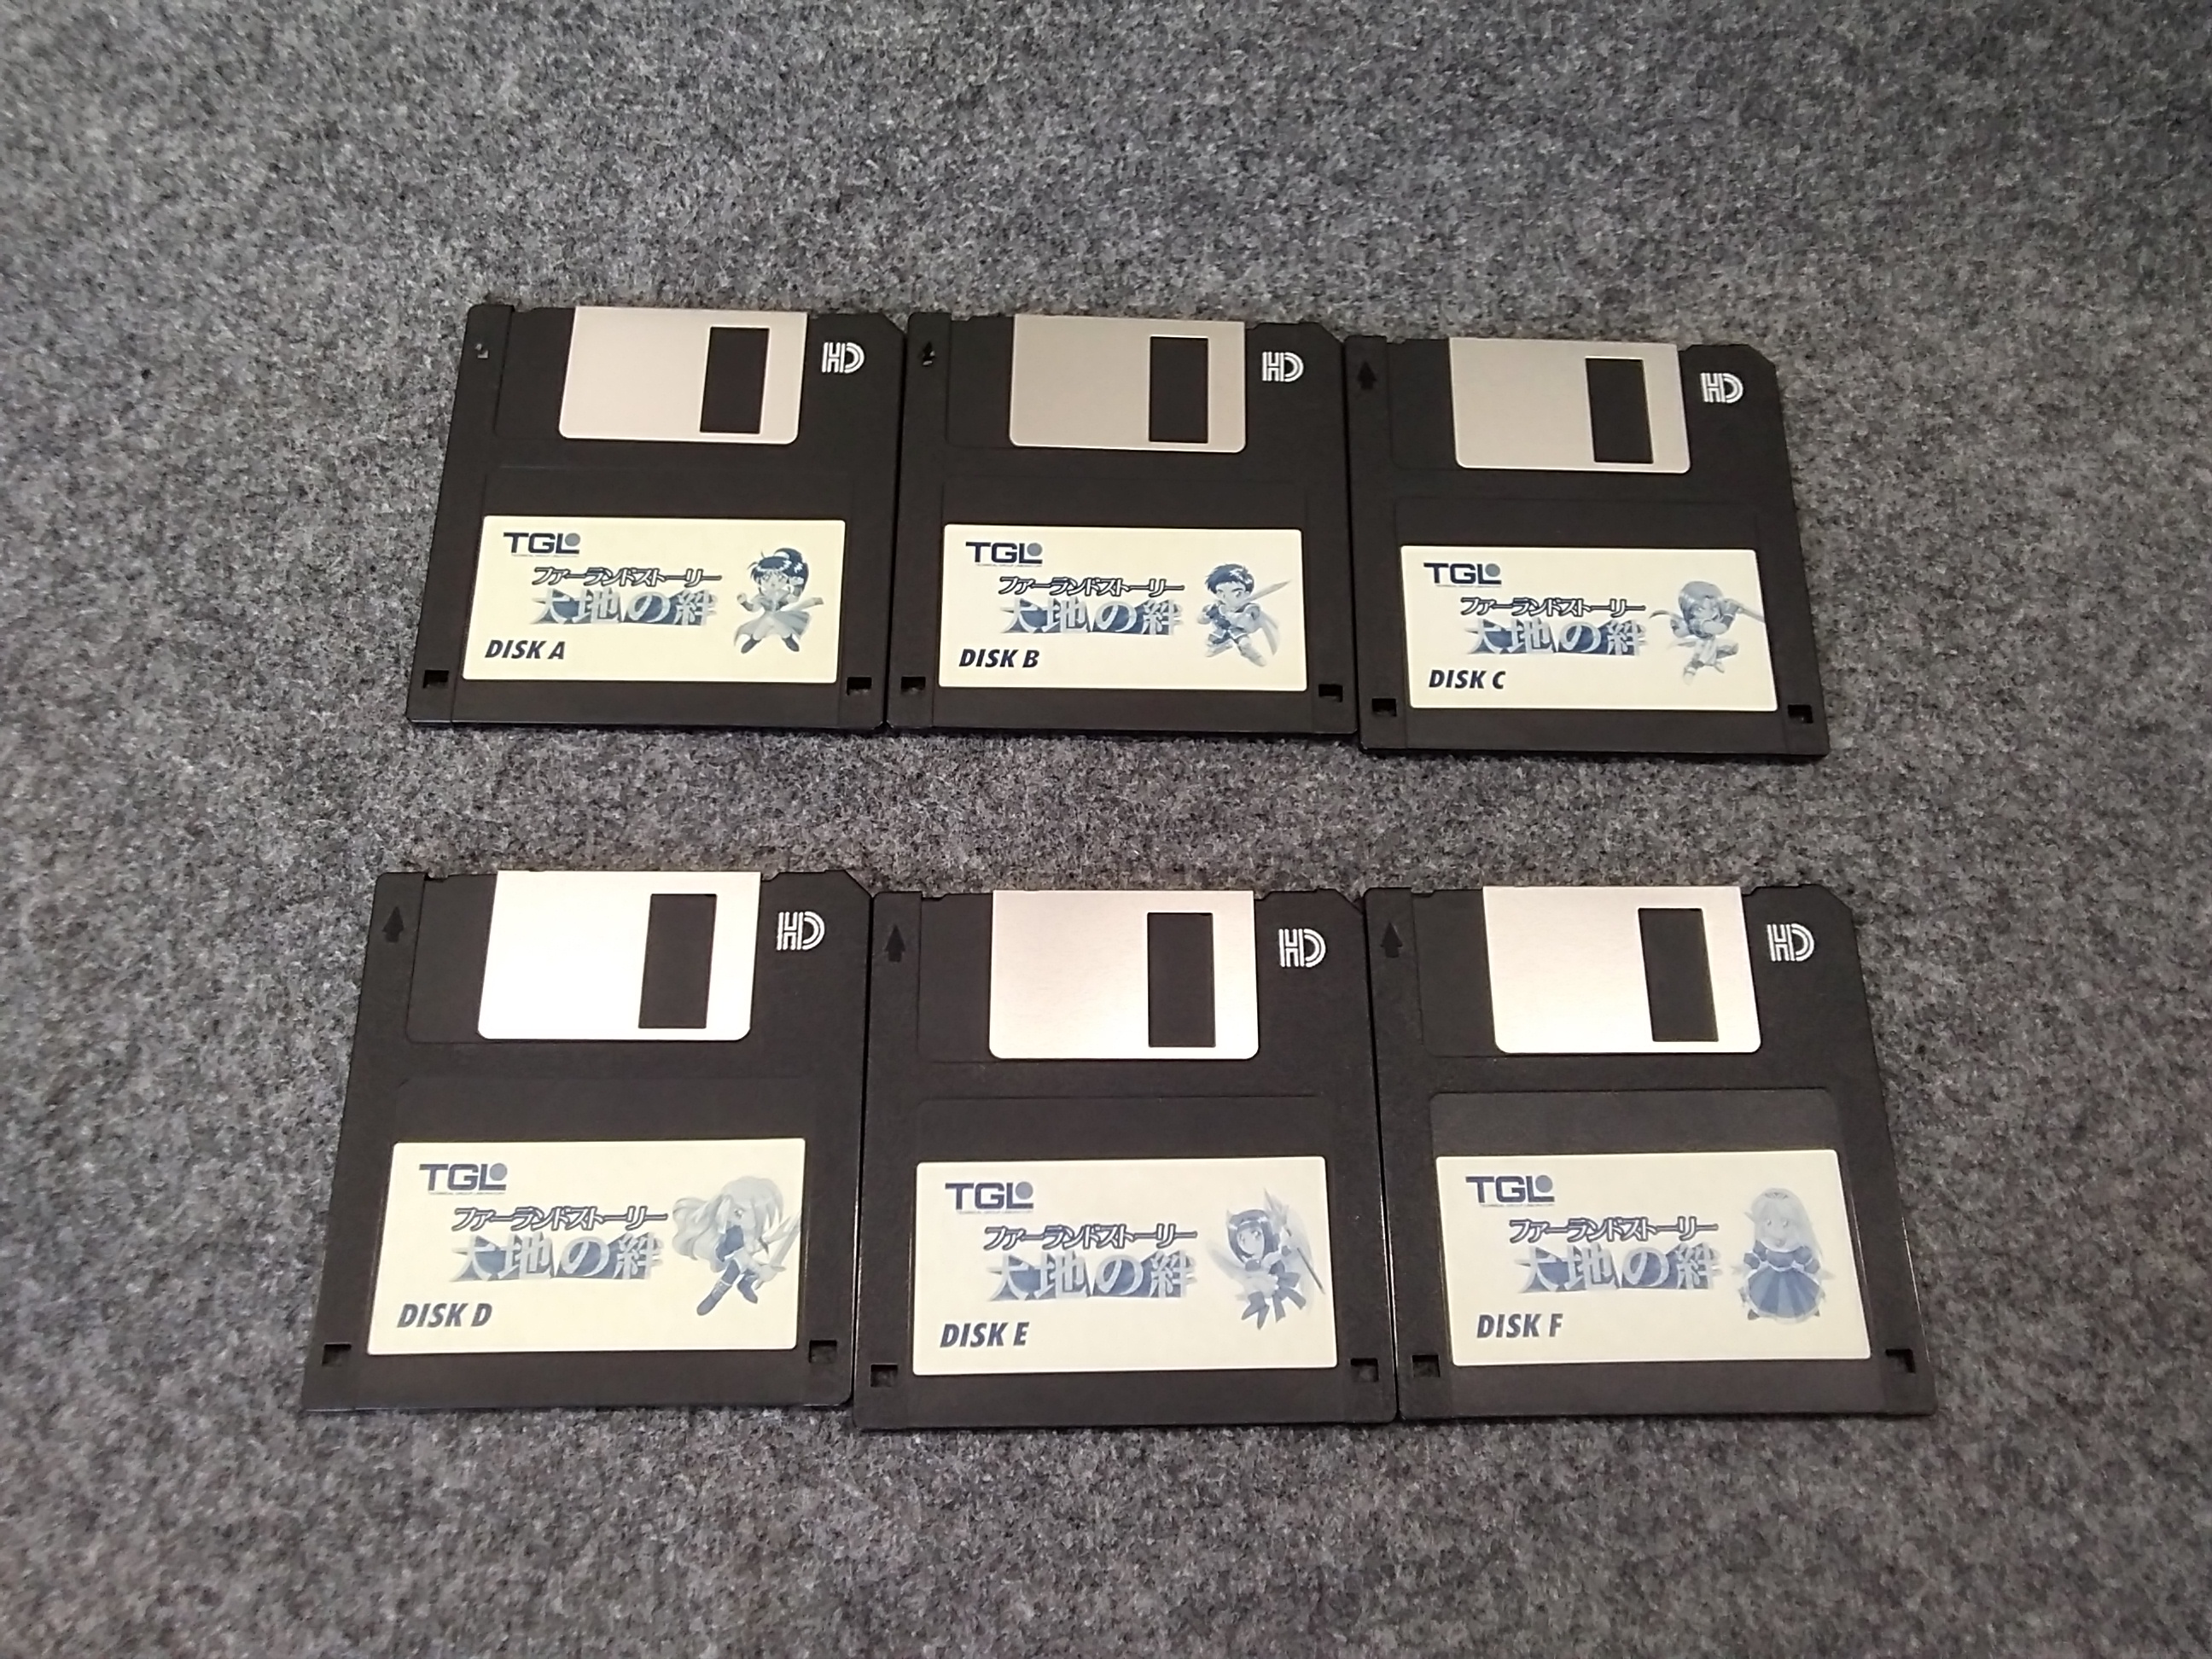 HD
TGL
ファーランドストーリー
大地の絆
DISK A
HD
TGL
ファーランドストーリー
大地の絆
DISK B
HD
TGL
ファーランドストーリー
大地の絆
DISK C
HD
TGL
ファーランドストーリー
大地の絆
DISK D
HD
TGL
ファーランドストーリー
大地の絆
DISK E
HD
TGL
ファーランドストーリー
大地の絆
DISK F